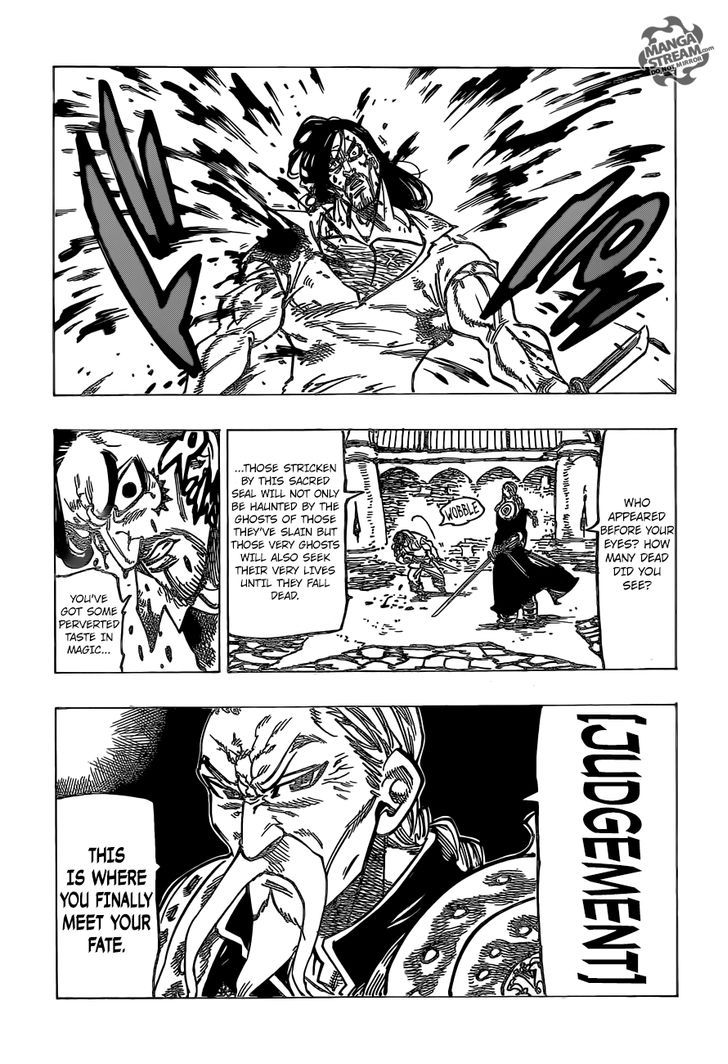 MANGA
STREAM.com
DO NOT MIRROR
WHO
APPEARED
BEFORE YOUR
EYES? HOW
MANY DEAD
DID YOU
SEE?
WOBBLE
...THOSE STRICKEN
BY THIS SACRED
SEAL WILL NOT ONLY
BE HAUNTED BY THE
GHOSTS OF THOSE
THEY'VE SLAIN BUT
THOSE VERY GHOSTS
WILL ALSO SEEK
THEIR VERY LIVES
UNTIL THEY FALL
DEAD.
YOU'VE
GOT SOME
PERVERTED
TASTE IN
MAGIC...
[JUDGEMENT]
THIS
IS WHERE
YOU FINALLY
MEET YOUR
FATE.